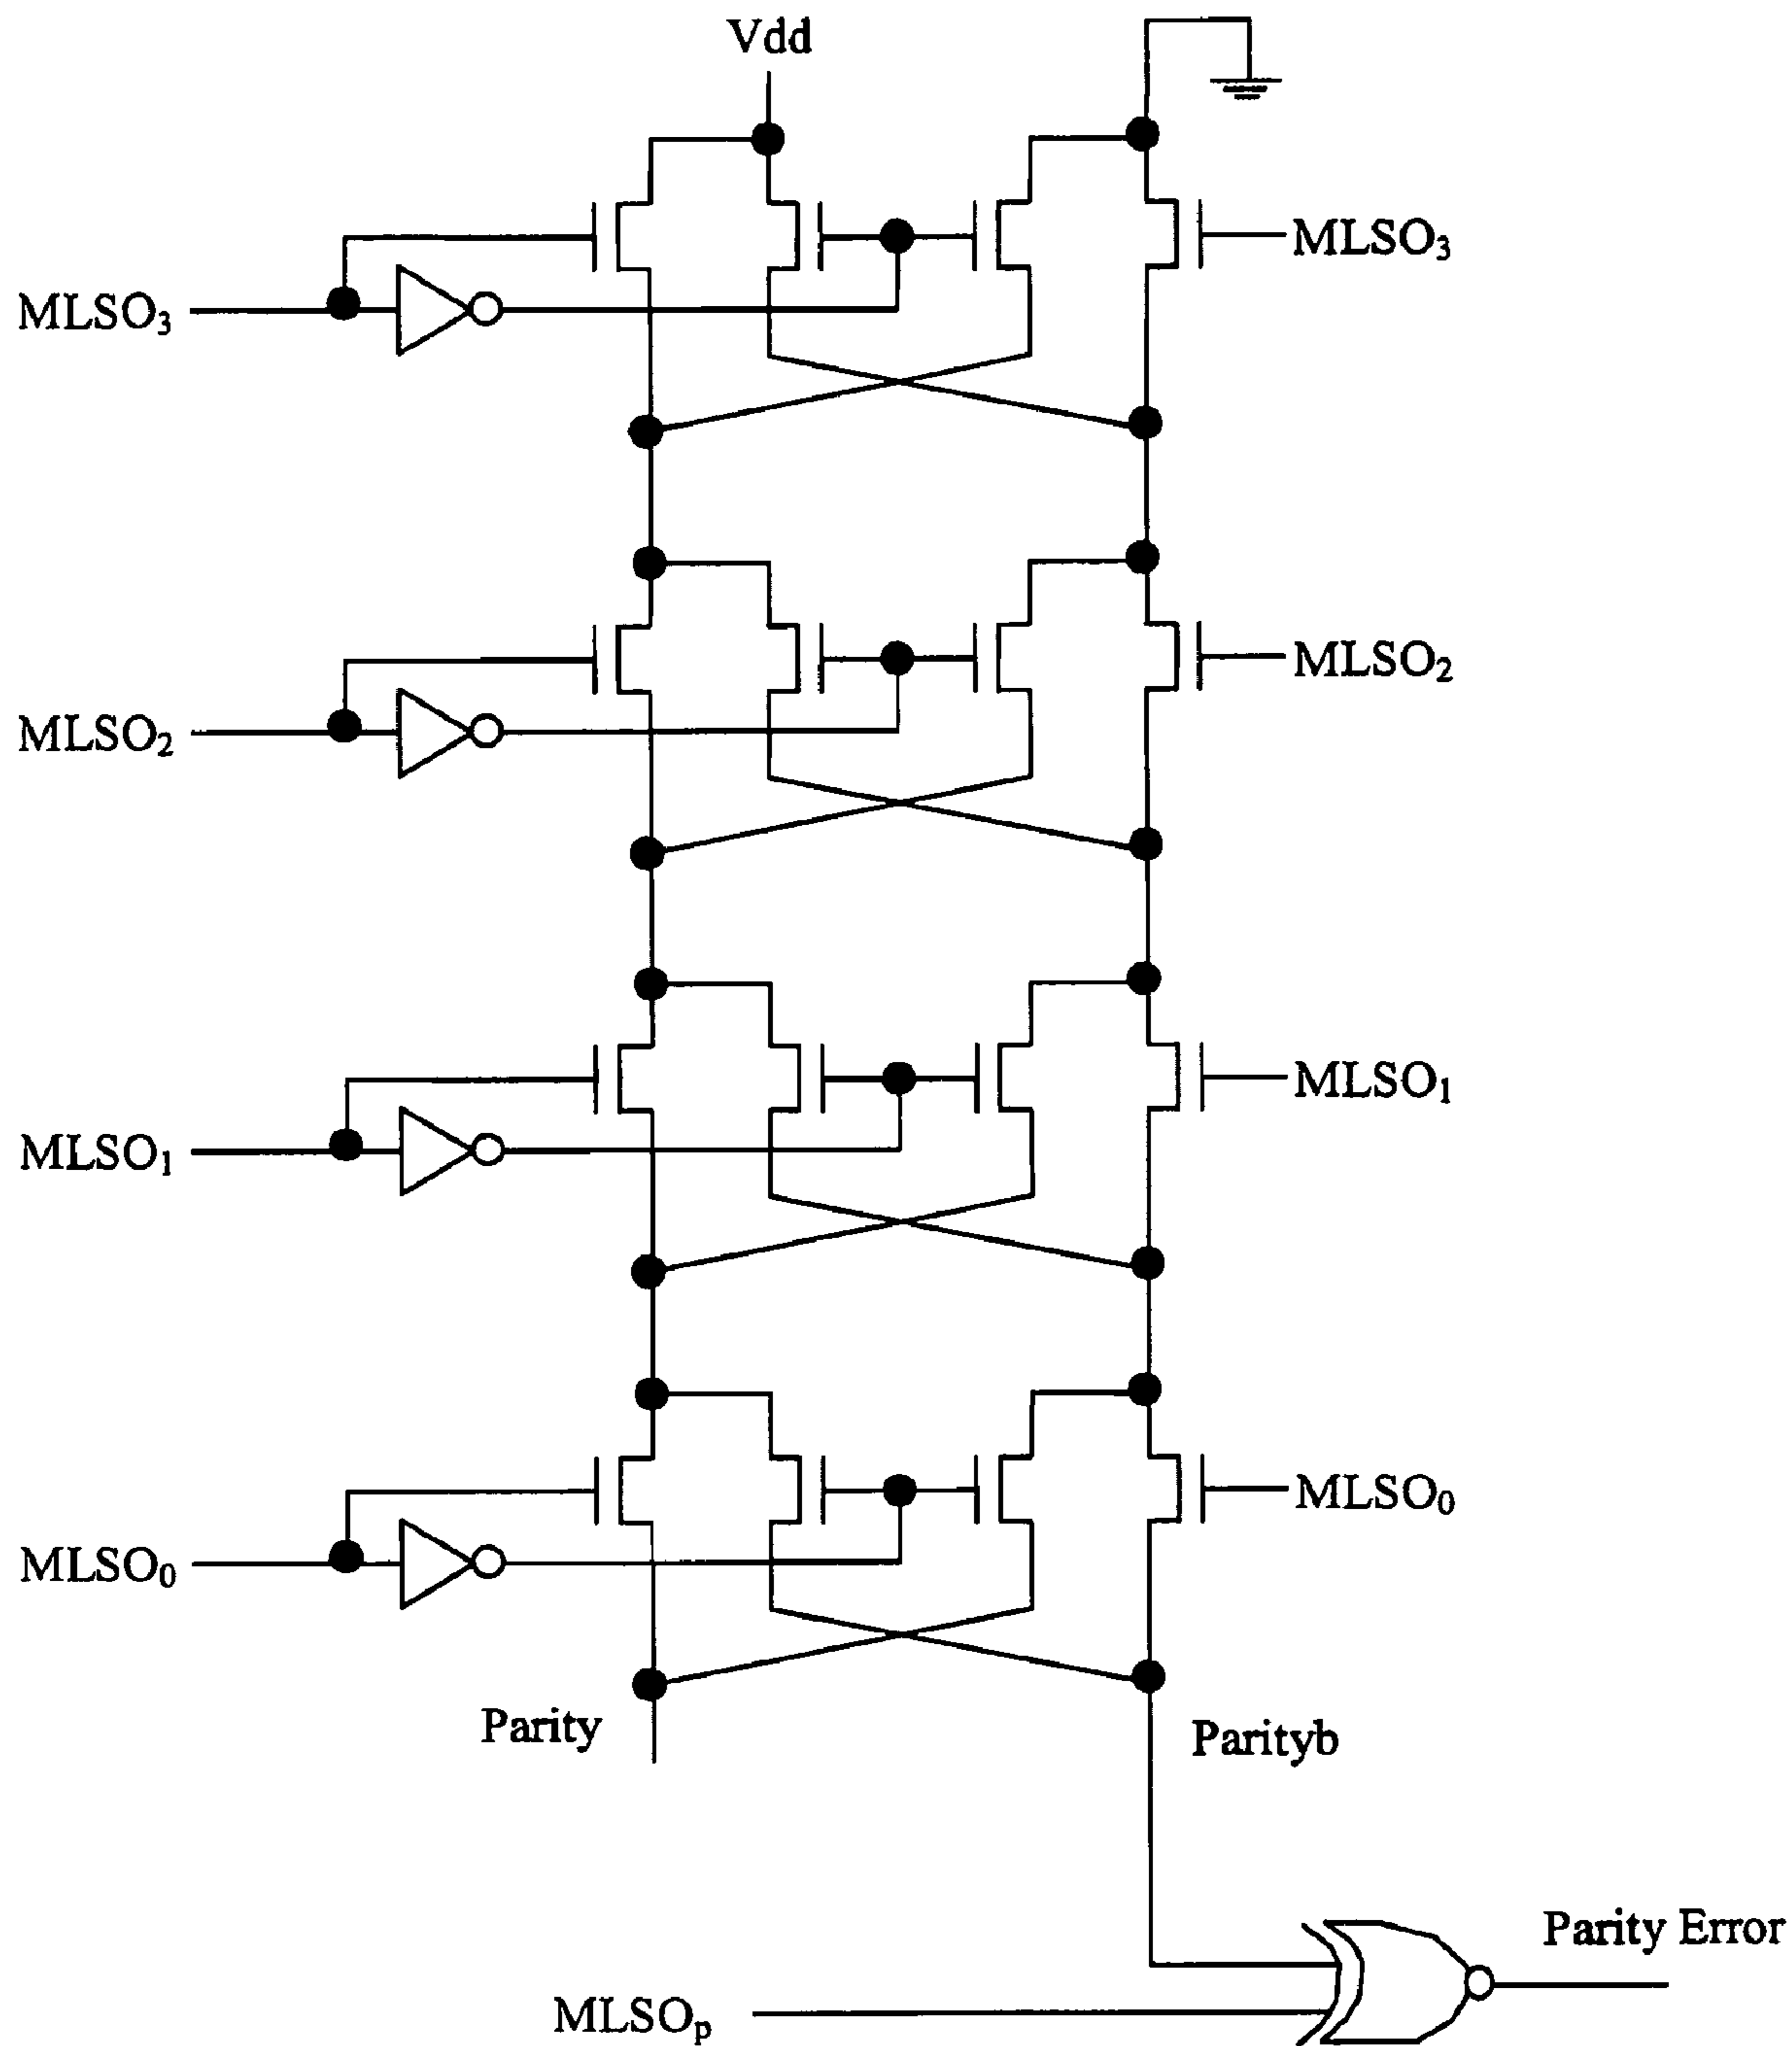 Vdd
MLSO₃
MLSO₃
MLSO₂
MLSO₂
MLSO₁
MLSO₁
MLSO₀
MLSO₀
Parity
Parityb
Parity Error
MLSOₚ